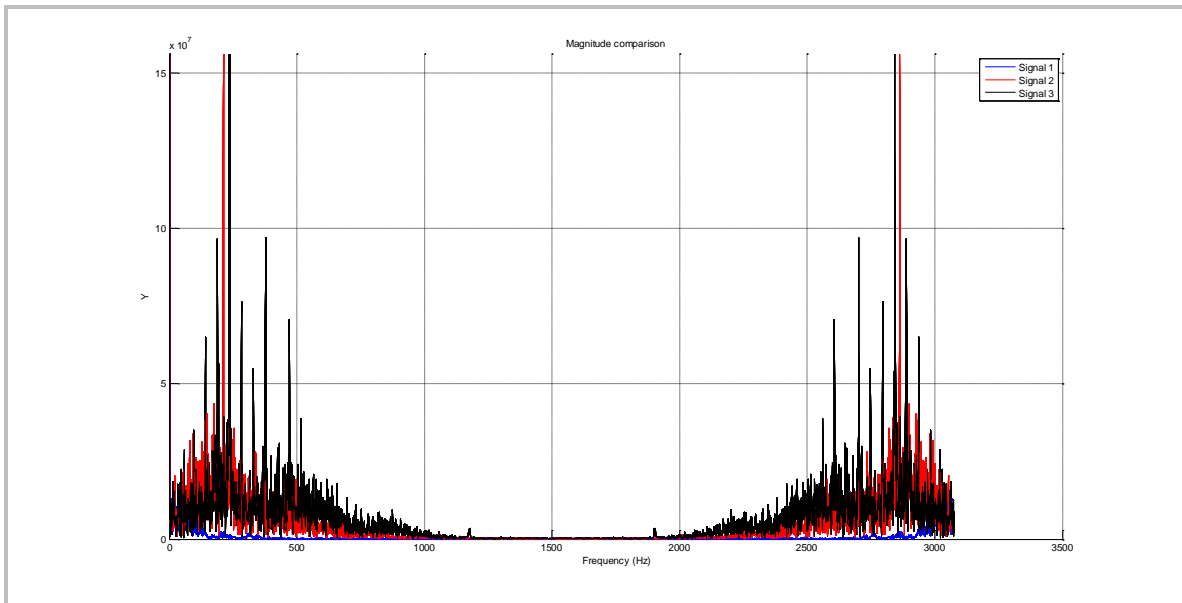 Magnitude comparison
x 10^7
15
10
5
0
Y
0 500 1000 1500 2000 2500 3000 3500
Frequency (Hz)
Signal 1
Signal 2
Signal 3